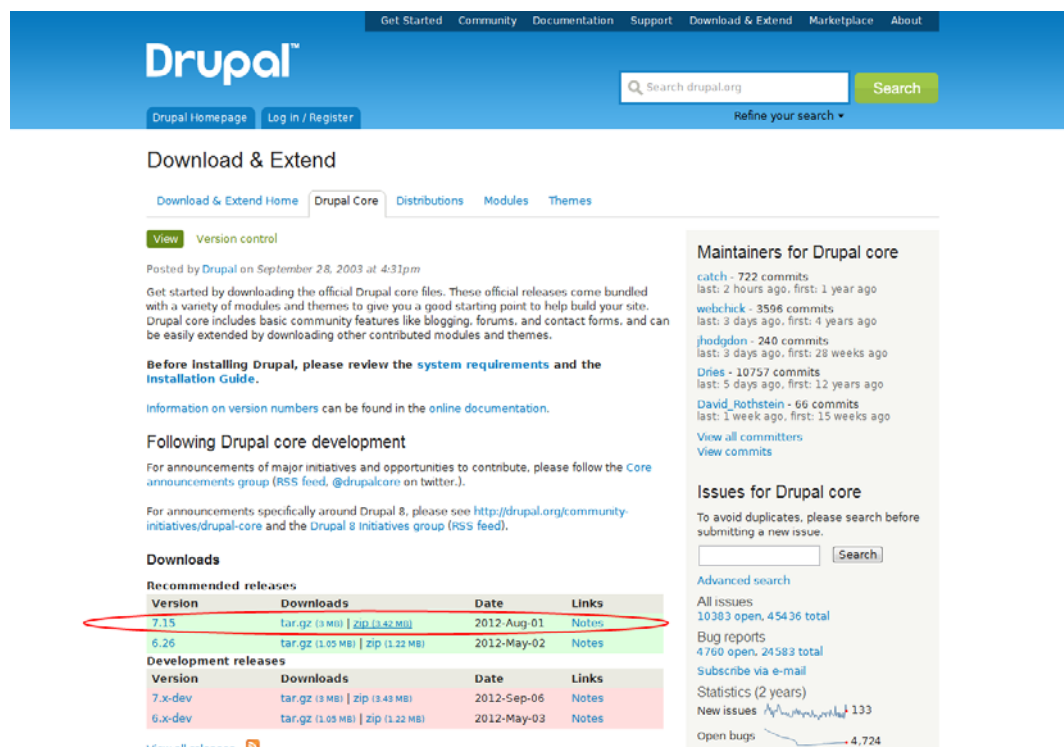 Get Started Community Documentation Support Download & Extend Marketplace About
Drupal™
Search drupal.org Search
Refine your search
Drupal Homepage Log in / Register
Download & Extend
Download & Extend Home Drupal Core Distributions Modules Themes
View Version control
Posted by Drupal on September 28, 2003 at 4:31pm
Get started by downloading the official Drupal core files. These official releases come bundled
with a variety of modules and themes to give you a good starting point to help build your site.
Drupal core includes basic community features like blogging, forums, and contact forms, and can
be easily extended by downloading other contributed modules and themes.
Before installing Drupal, please review the system requirements and the
Installation Guide.
Information on version numbers can be found in the online documentation.
Following Drupal core development
For announcements of major initiatives and opportunities to contribute, please follow the Core
announcements group (RSS feed, @drupalcore on twitter.).
For announcements specifically around Drupal 8, please see http://drupal.org/community-
initiatives/drupal-core and the Drupal 8 Initiatives group (RSS feed).
Downloads
Recommended releases
Version Downloads Date Links
7.15 tar.gz (3 MB) | zip (3.42 MB) 2012-Aug-01 Notes
6.26 tar.gz (1.05 MB) | zip (1.22 MB) 2012-May-02 Notes
Development releases
Version Downloads Date Links
7.x-dev tar.gz (3 MB) | zip (3.43 MB) 2012-Sep-06 Notes
6.x-dev tar.gz (1.05 MB) | zip (1.22 MB) 2012-May-03 Notes
View all releases
Maintainers for Drupal core
catch - 722 commits
last: 2 hours ago, first: 1 year ago
webchick - 3596 commits
last: 3 days ago, first: 4 years ago
jhodgdon - 240 commits
last: 3 days ago, first: 28 weeks ago
Dries - 10757 commits
last: 5 days ago, first: 12 years ago
David_Rothstein - 66 commits
last: 1 week ago, first: 15 weeks ago
View all committers
View commits
Issues for Drupal core
To avoid duplicates, please search before
submitting a new issue.
Search
Advanced search
All issues
10383 open, 45436 total
Bug reports
4760 open, 24583 total
Subscribe via e-mail
Statistics (2 years)
New issues 133
Open bugs 4,724